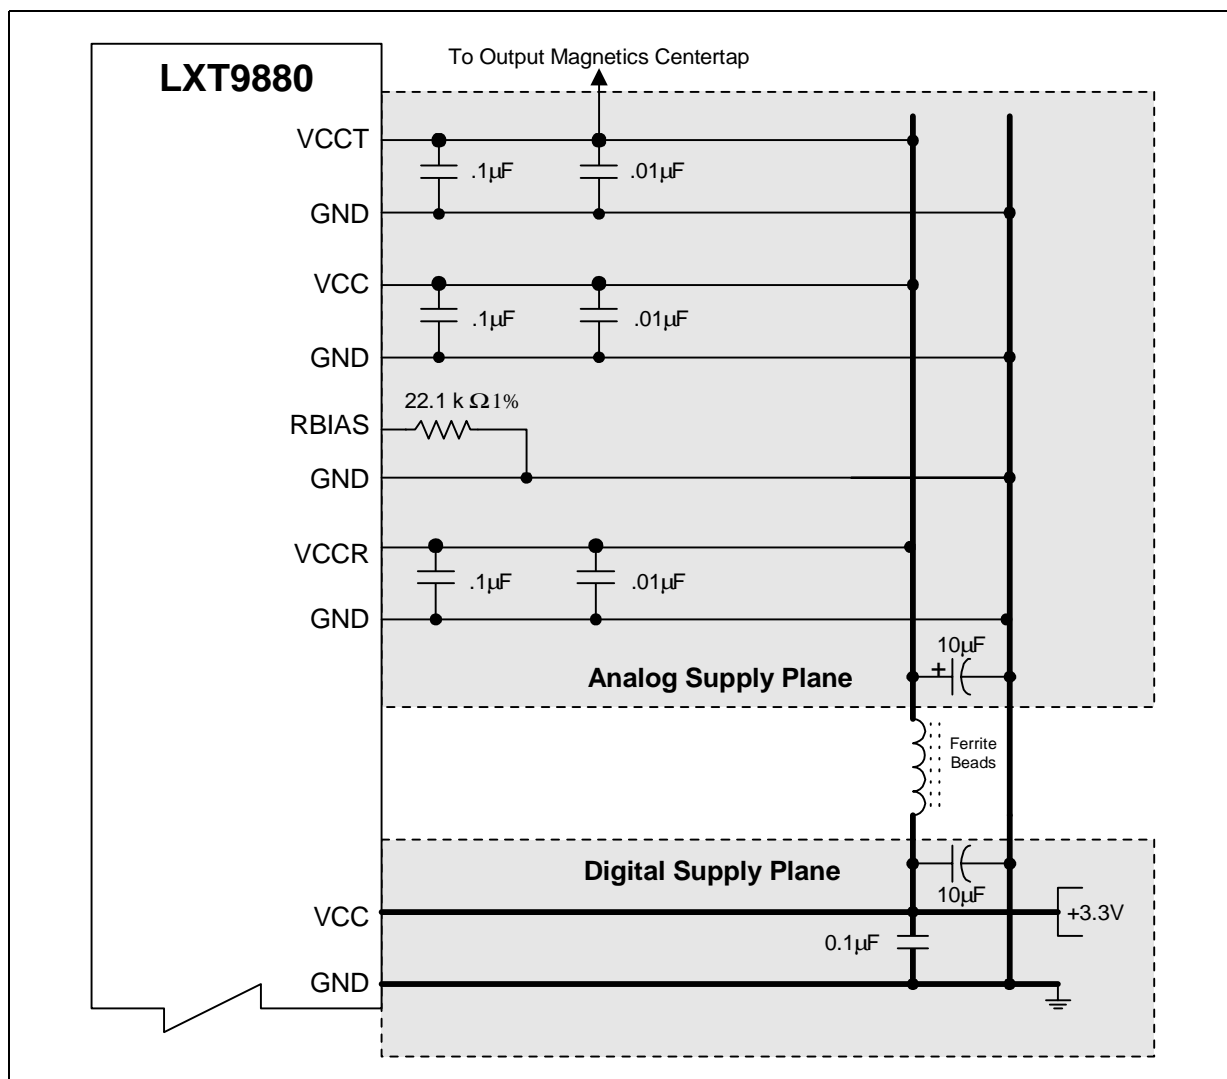 To Output Magnetics Centertap
LXT9880
VCCT
.1µF
.01µF
GND
VCC
.1µF
.01µF
GND
22.1 k Ω 1%
RBIAS
GND
VCCR
.1µF
.01µF
GND
10µF
+
Analog Supply Plane
Ferrite
Beads
Digital Supply Plane
10µF
VCC
+3.3V
0.1µF
GND